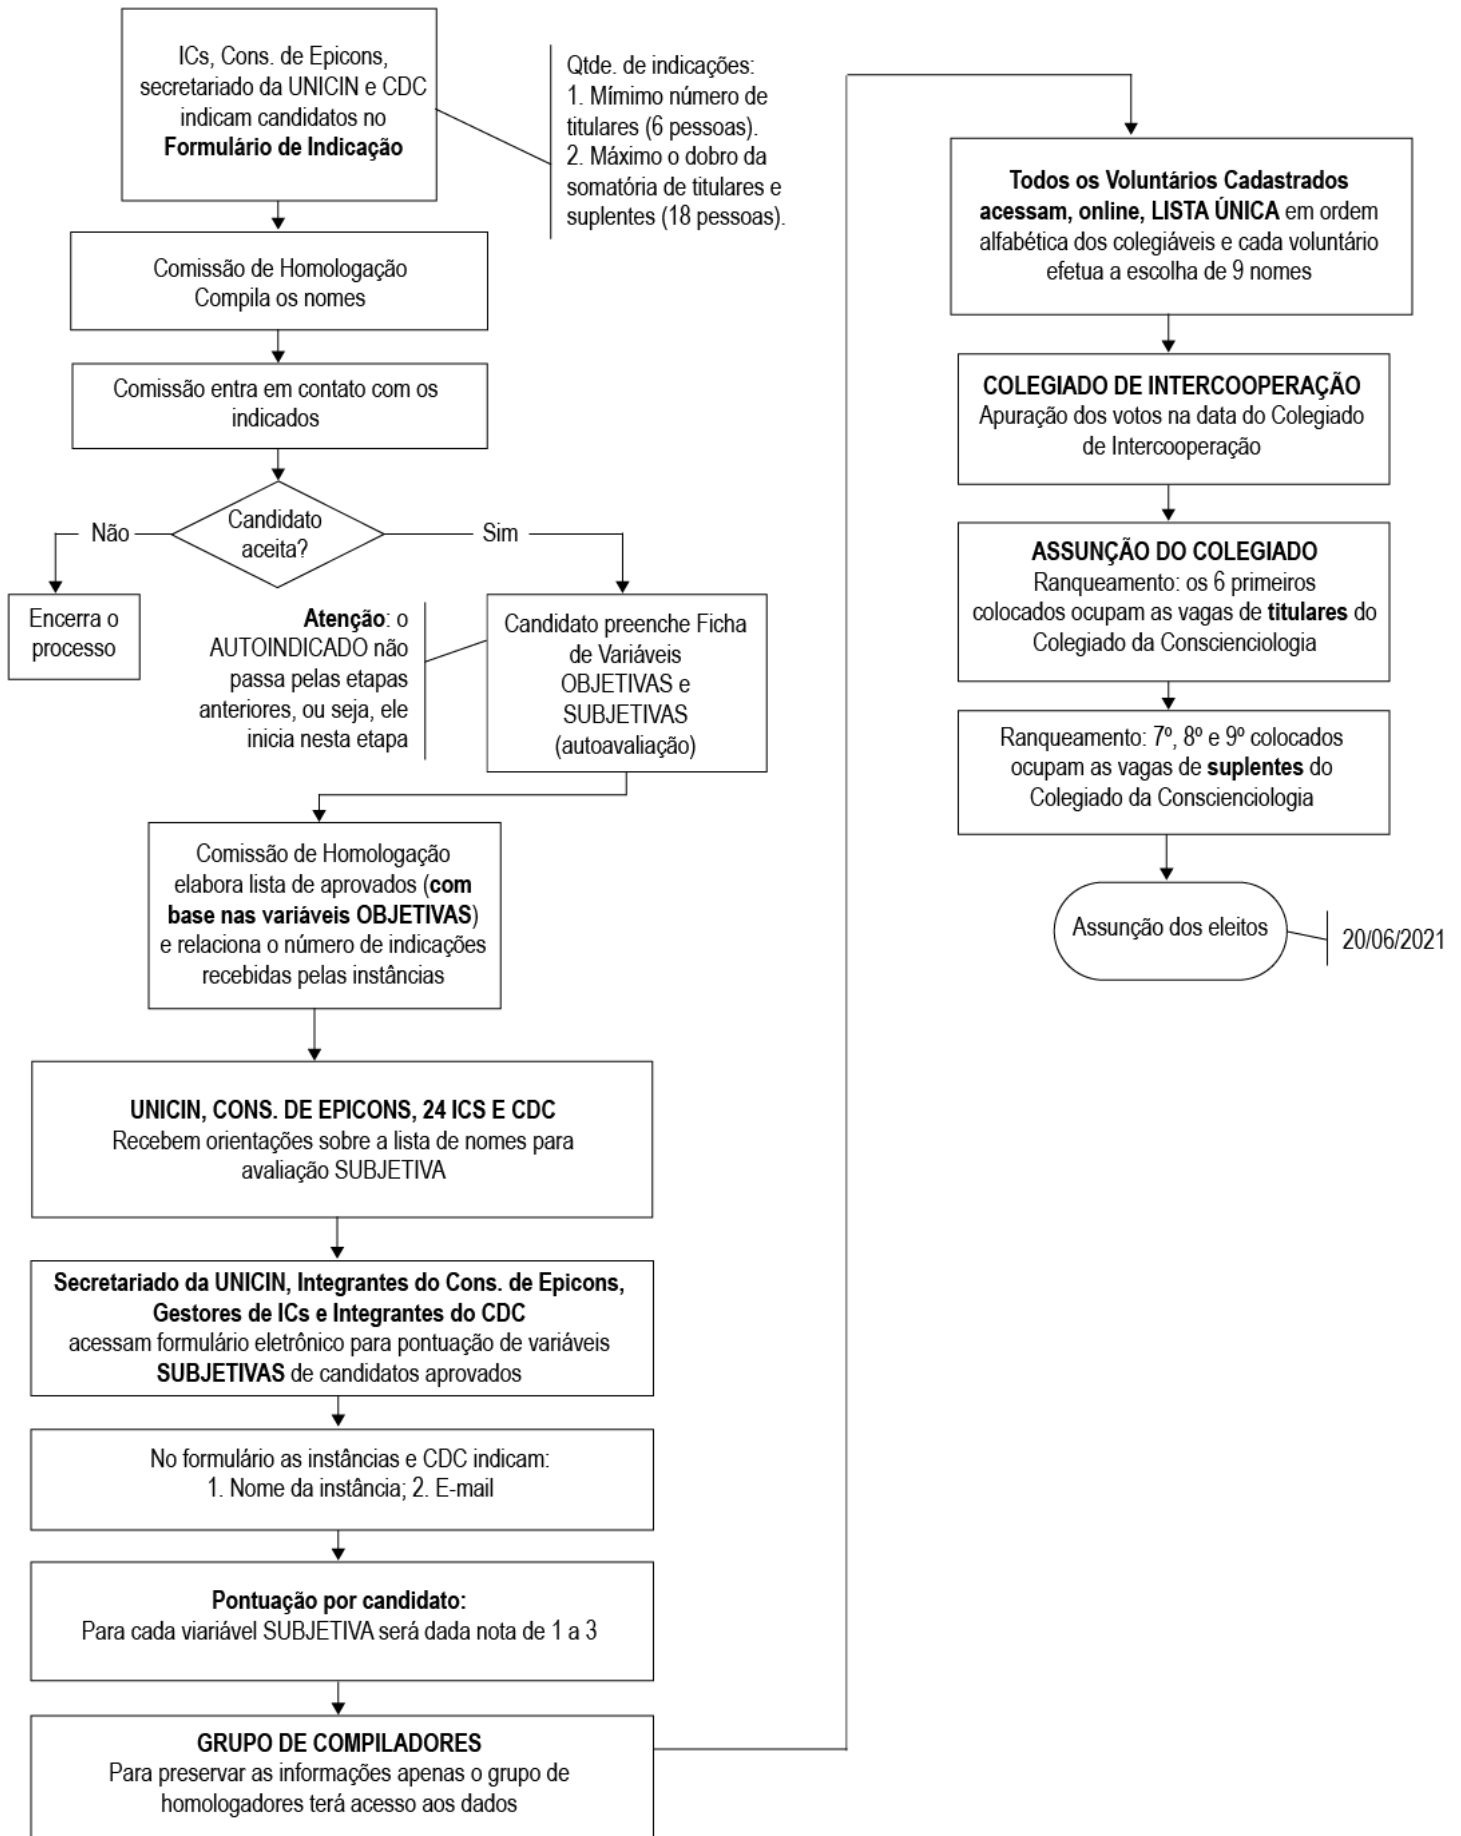 ICs, Cons. de Epicons,
secretariado da UNICIN e CDC
indicam candidatos no
Formulário de Indicação
Qtde. de indicações:
1. Mímimo número de
titulares (6 pessoas).
2. Máximo o dobro da
somatória de titulares e
suplentes (18 pessoas).
Comissão de Homologação
Compila os nomes
Comissão entra em contato com os
indicados
Candidato
aceita?
Não
Sim
Encerra o
processo
Atenção: o
AUTOINDICADO não
passa pelas etapas
anteriores, ou seja, ele
inicia nesta etapa
Candidato preenche Ficha
de Variáveis
OBJETIVAS e
SUBJETIVAS
(autoavaliação)
Comissão de Homologação
elabora lista de aprovados (com
base nas variáveis OBJETIVAS)
e relaciona o número de indicações
recebidas pelas instâncias
UNICIN, CONS. DE EPICONS, 24 ICS E CDC
Recebem orientações sobre a lista de nomes para
avaliação SUBJETIVA
Secretariado da UNICIN, Integrantes do Cons. de Epicons,
Gestores de ICs e Integrantes do CDC
acessam formulário eletrônico para pontuação de variáveis
SUBJETIVAS de candidatos aprovados
No formulário as instâncias e CDC indicam:
1. Nome da instância; 2. E-mail
Pontuação por candidato:
Para cada viariável SUBJETIVA será dada nota de 1 a 3
GRUPO DE COMPILADORES
Para preservar as informações apenas o grupo de
homologadores terá acesso aos dados
Todos os Voluntários Cadastrados
acessam, online, LISTA ÚNICA em ordem
alfabética dos colegiáveis e cada voluntário
efetua a escolha de 9 nomes
COLEGIADO DE INTERCOOPERAÇÃO
Apuração dos votos na data do Colegiado
de Intercooperação
ASSUNÇÃO DO COLEGIADO
Ranqueamento: os 6 primeiros
colocados ocupam as vagas de titulares do
Colegiado da Conscienciologia
Ranqueamento: 7º, 8º e 9º colocados
ocupam as vagas de suplentes do
Colegiado da Conscienciologia
Assunção dos eleitos
20/06/2021